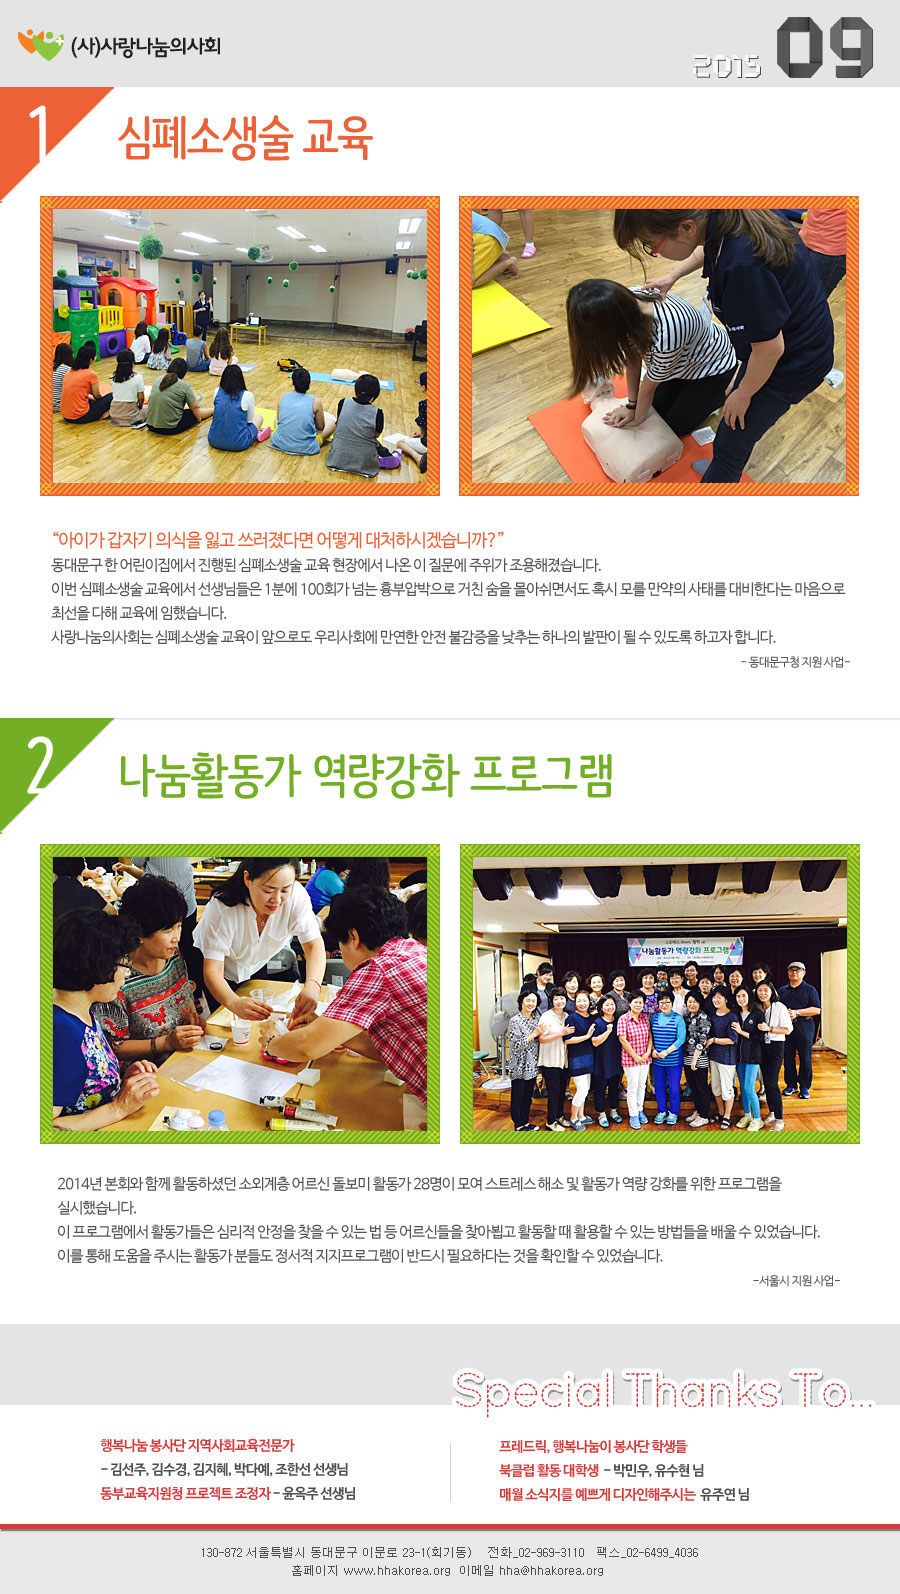 (사)사랑나눔의사회
2015 09
1
심폐소생술 교육
“아이가 갑자기 의식을 잃고 쓰러졌다면 어떻게 대처하시겠습니까?”
동대문구 한 어린이집에서 진행된 심폐소생술 교육 현장에서 나온 이 질문에 주위가 조용해졌습니다.
이번 심폐소생술 교육에서 선생님들은 1분에 100회가 넘는 흉부압박으로 거친 숨을 몰아쉬면서도 혹시 모를 만약의 사태를 대비한다는 마음으로
최선을 다해 교육에 임했습니다.
사랑나눔의사회는 심폐소생술 교육이 앞으로도 우리사회에 만연한 안전 불감증을 낮추는 하나의 발판이 될 수 있도록 하고자 합니다.
- 동대문구청 지원 사업-
2
나눔활동가 역량강화 프로그램
나눔활동가 역량강화 프로그램
2014년 본회와 함께 활동하셨던 소외계층 어르신 돌보미 활동가 28명이 모여 스트레스 해소 및 활동가 역량 강화를 위한 프로그램을
실시했습니다.
이 프로그램에서 활동가들은 심리적 안정을 찾을 수 있는 법 등 어르신들을 찾아뵙고 활동할 때 활용할 수 있는 방법들을 배울 수 있었습니다.
이를 통해 도움을 주시는 활동가 분들도 정서적 지지프로그램이 반드시 필요하다는 것을 확인할 수 있었습니다.
-서울시 지원 사업-
Special Thanks To...
행복나눔 봉사단 지역사회교육전문가
- 김선주, 김수경, 김지혜, 박다예, 조한선 선생님
동부교육지원청 프로젝트 조정자 - 윤옥주 선생님
프레드릭, 행복나눔이 봉사단 학생들
북클럽 활동 대학생 - 박민우, 유수현 님
매월 소식지를 예쁘게 디자인해주시는 유주연 님
130-872 서울특별시 동대문구 이문로 23-1(회기동) 전화_02-969-3110 팩스_02-6499_4036
홈페이지 www.hhakorea.org 이메일 hha@hhakorea.org